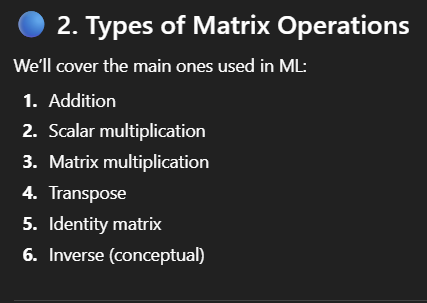 2. Types of Matrix Operations
We'll cover the main ones used in ML:
1. Addition
2. Scalar multiplication
3. Matrix multiplication
4. Transpose
5. Identity matrix
6. Inverse (conceptual)